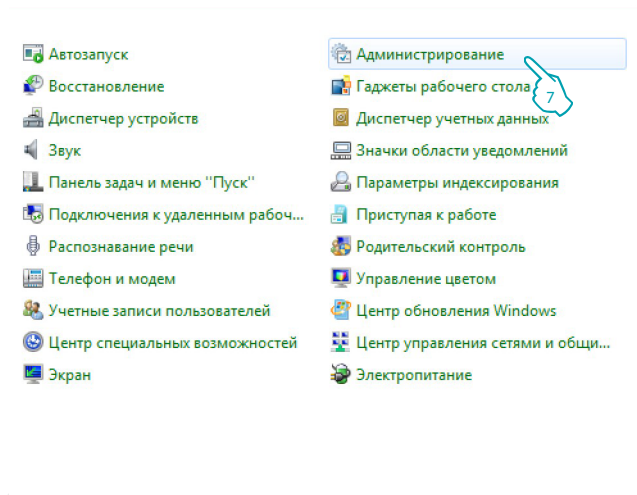 Автозапуск
Администрирование
Восстановление
Гаджеты рабочего стола
7
Диспетчер устройств
Диспетчер учетных данных
Звук
Значки области уведомлений
Панель задач и меню ''Пуск''
Параметры индексирования
Подключения к удаленным рабоч...
Приступая к работе
Распознавание речи
Родительский контроль
Телефон и модем
Управление цветом
Учетные записи пользователей
Центр обновления Windows
Центр специальных возможностей
Центр управления сетями и общи...
Экран
Электропитание